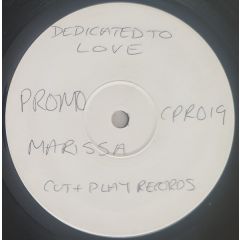 DEDICATED TO
LOVE
PROMO
CPR019
MARISSA
CUT + PLAY RECORDS